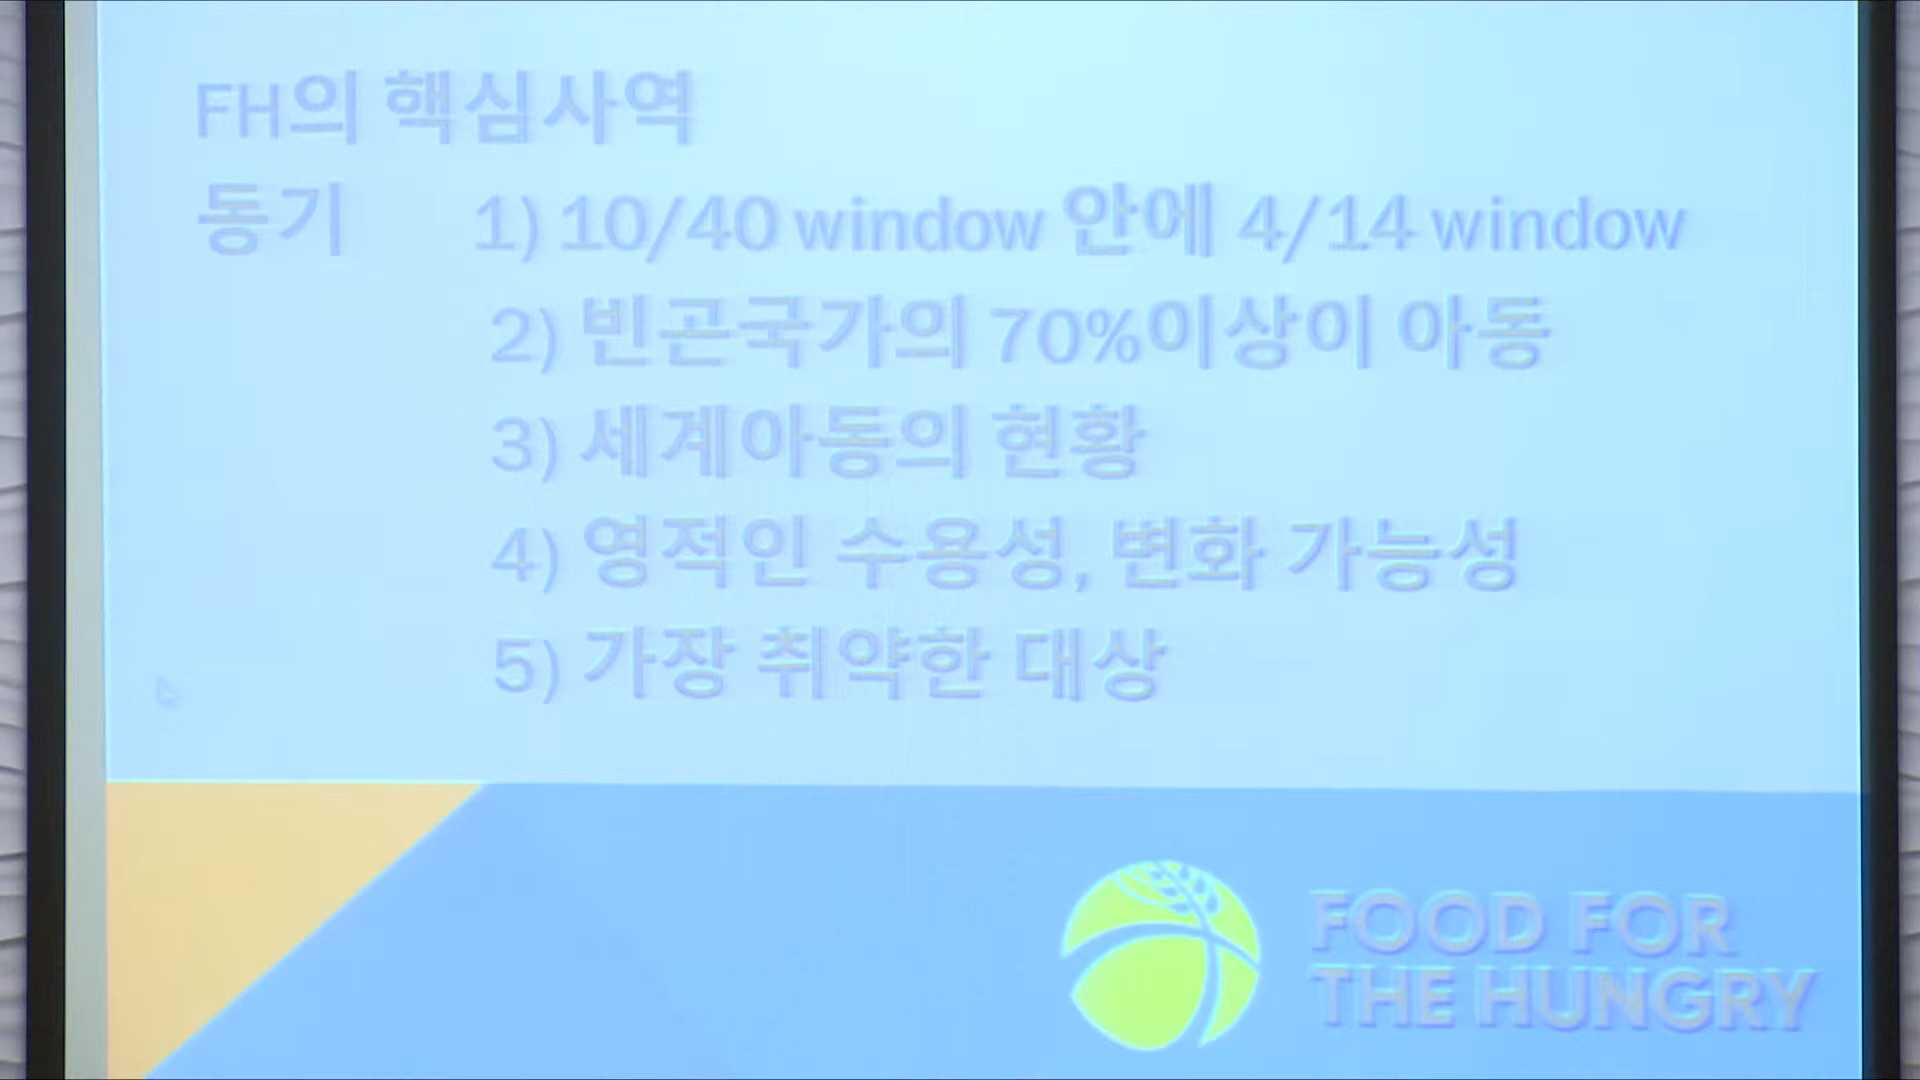 FH의 핵심사역
동기 1) 10/40 window 안에 4/14 window
2) 빈곤국가의 70%이상이 아동
3) 세계아동의 현황
4) 영적인 수용성, 변화 가능성
5) 가장 취약한 대상
FOOD FOR
THE HUNGRY